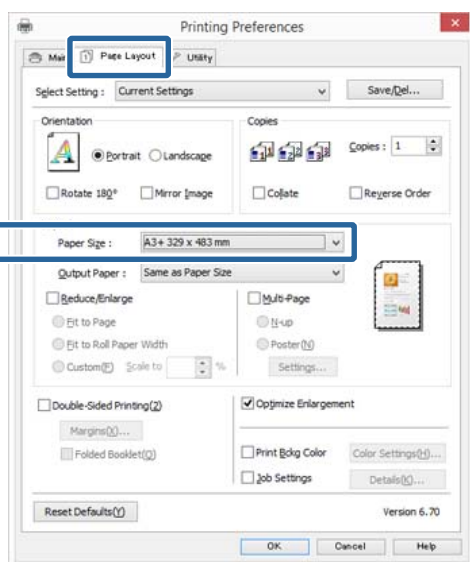 Printing Preferences
Main Page Layout Utility
Select Setting : Current Settings Save/Del...
Orientation Copies
Portrait Landscape Copies : 1
Rotate 180° Mirror Image Collate Reverse Order
Paper Size : A3+ 329 x 483 mm
Output Paper : Same as Paper Size
Reduce/Enlarge Multi-Page
Fit to Page N-up
Fit to Roll Paper Width Poster(N)
Custom(F) Scale to % Settings...
Double-Sided Printing(2) Optimize Enlargement
Margins(X)...
Folded Booklet(Q) Print Bckg Color Color Settings(H)...
Job Settings Details(K)...
Reset Defaults(Y) Version 6.70
OK Cancel Help